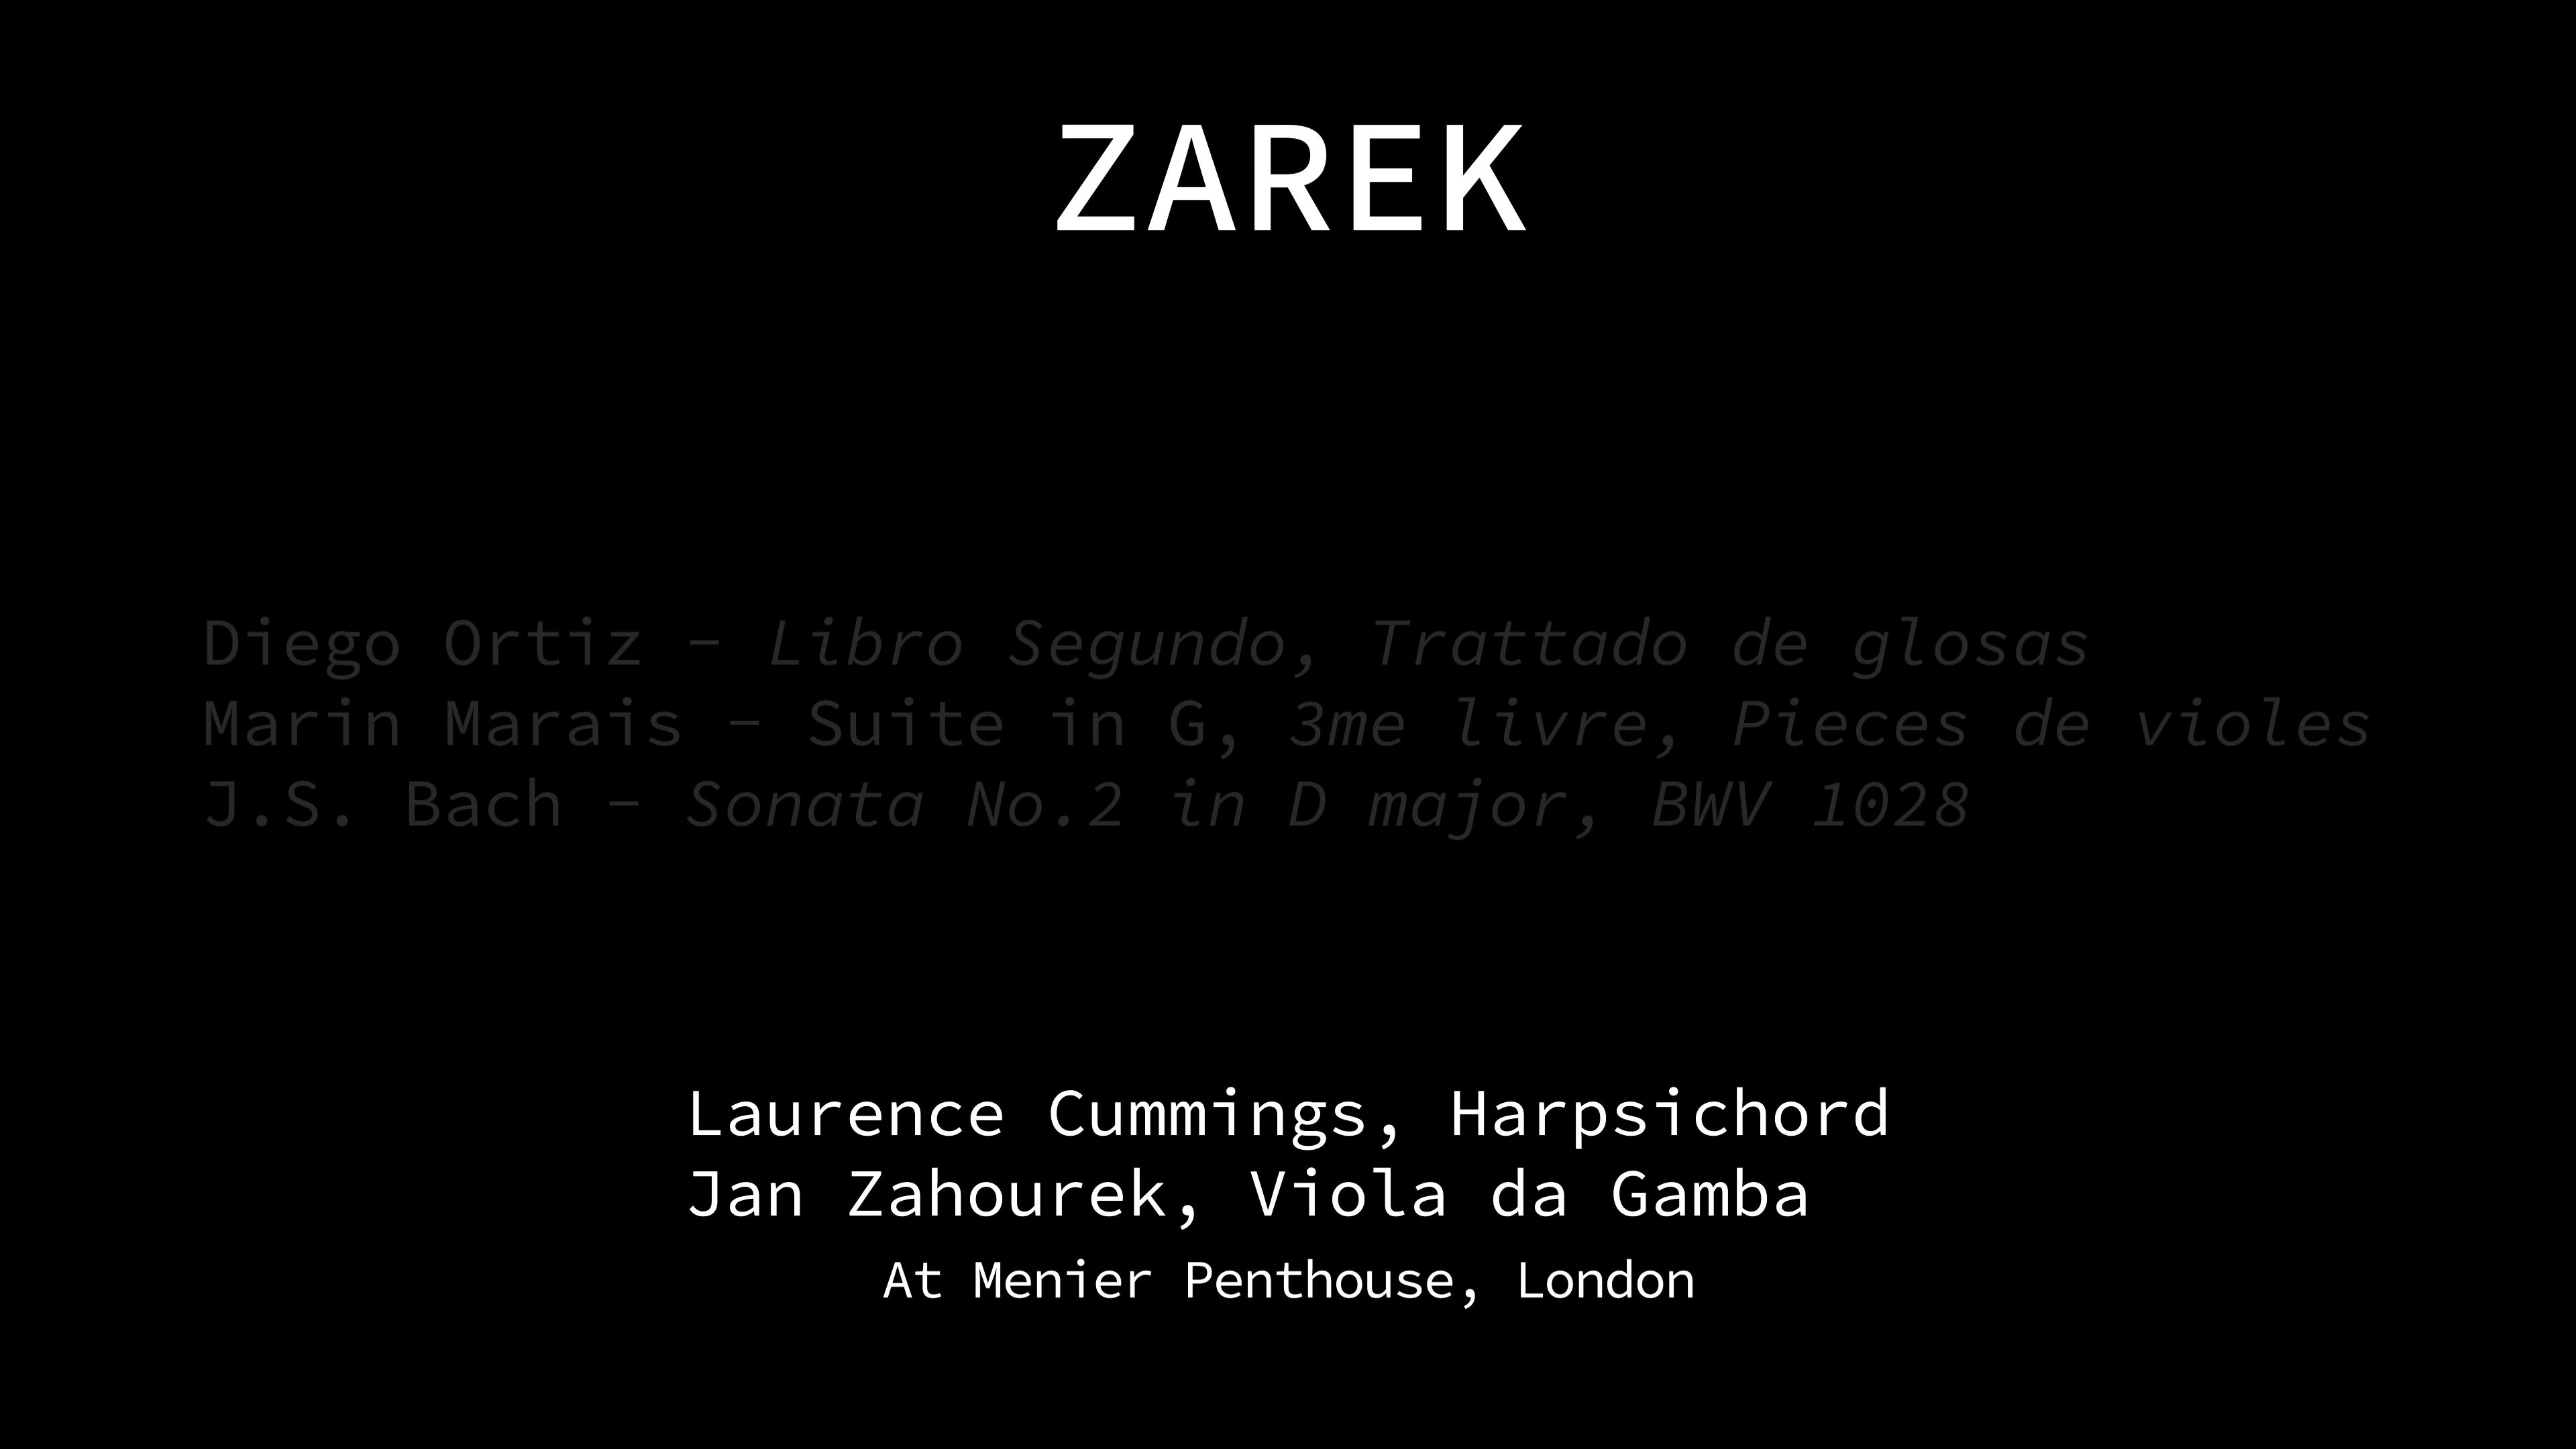 ZAREK
Diego Ortiz – Libro Segundo, Trattado de glosas
Marin Marais – Suite in G, 3me livre, Pieces de violes
J.S. Bach – Sonata No.2 in D major, BWV 1028
Laurence Cummings, Harpsichord
Jan Zahourek, Viola da Gamba
At Menier Penthouse, London